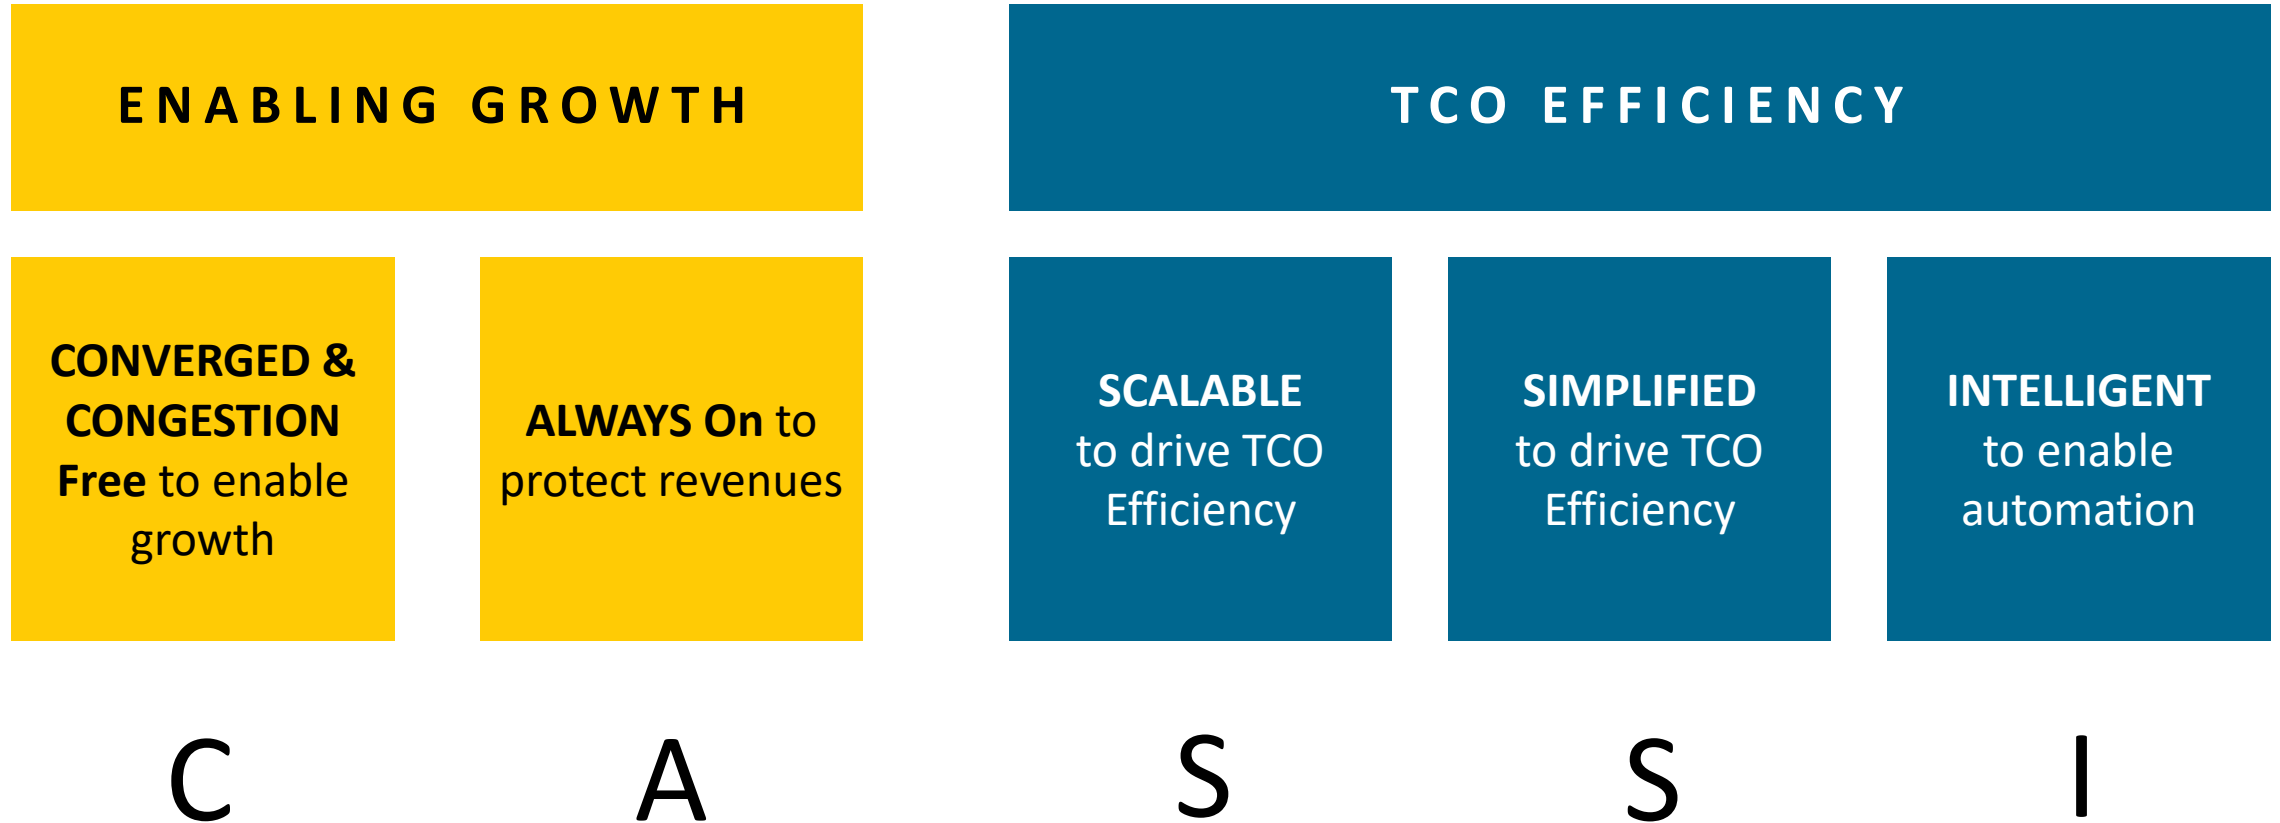 ENABLING GROWTH
TCO EFFICIENCY
CONVERGED &
CONGESTION
Free to enable
growth
ALWAYS On to
protect revenues
SCALABLE
to drive TCO
Efficiency
SIMPLIFIED
to drive TCO
Efficiency
INTELLIGENT
to enable
automation
C
A
S
S
I